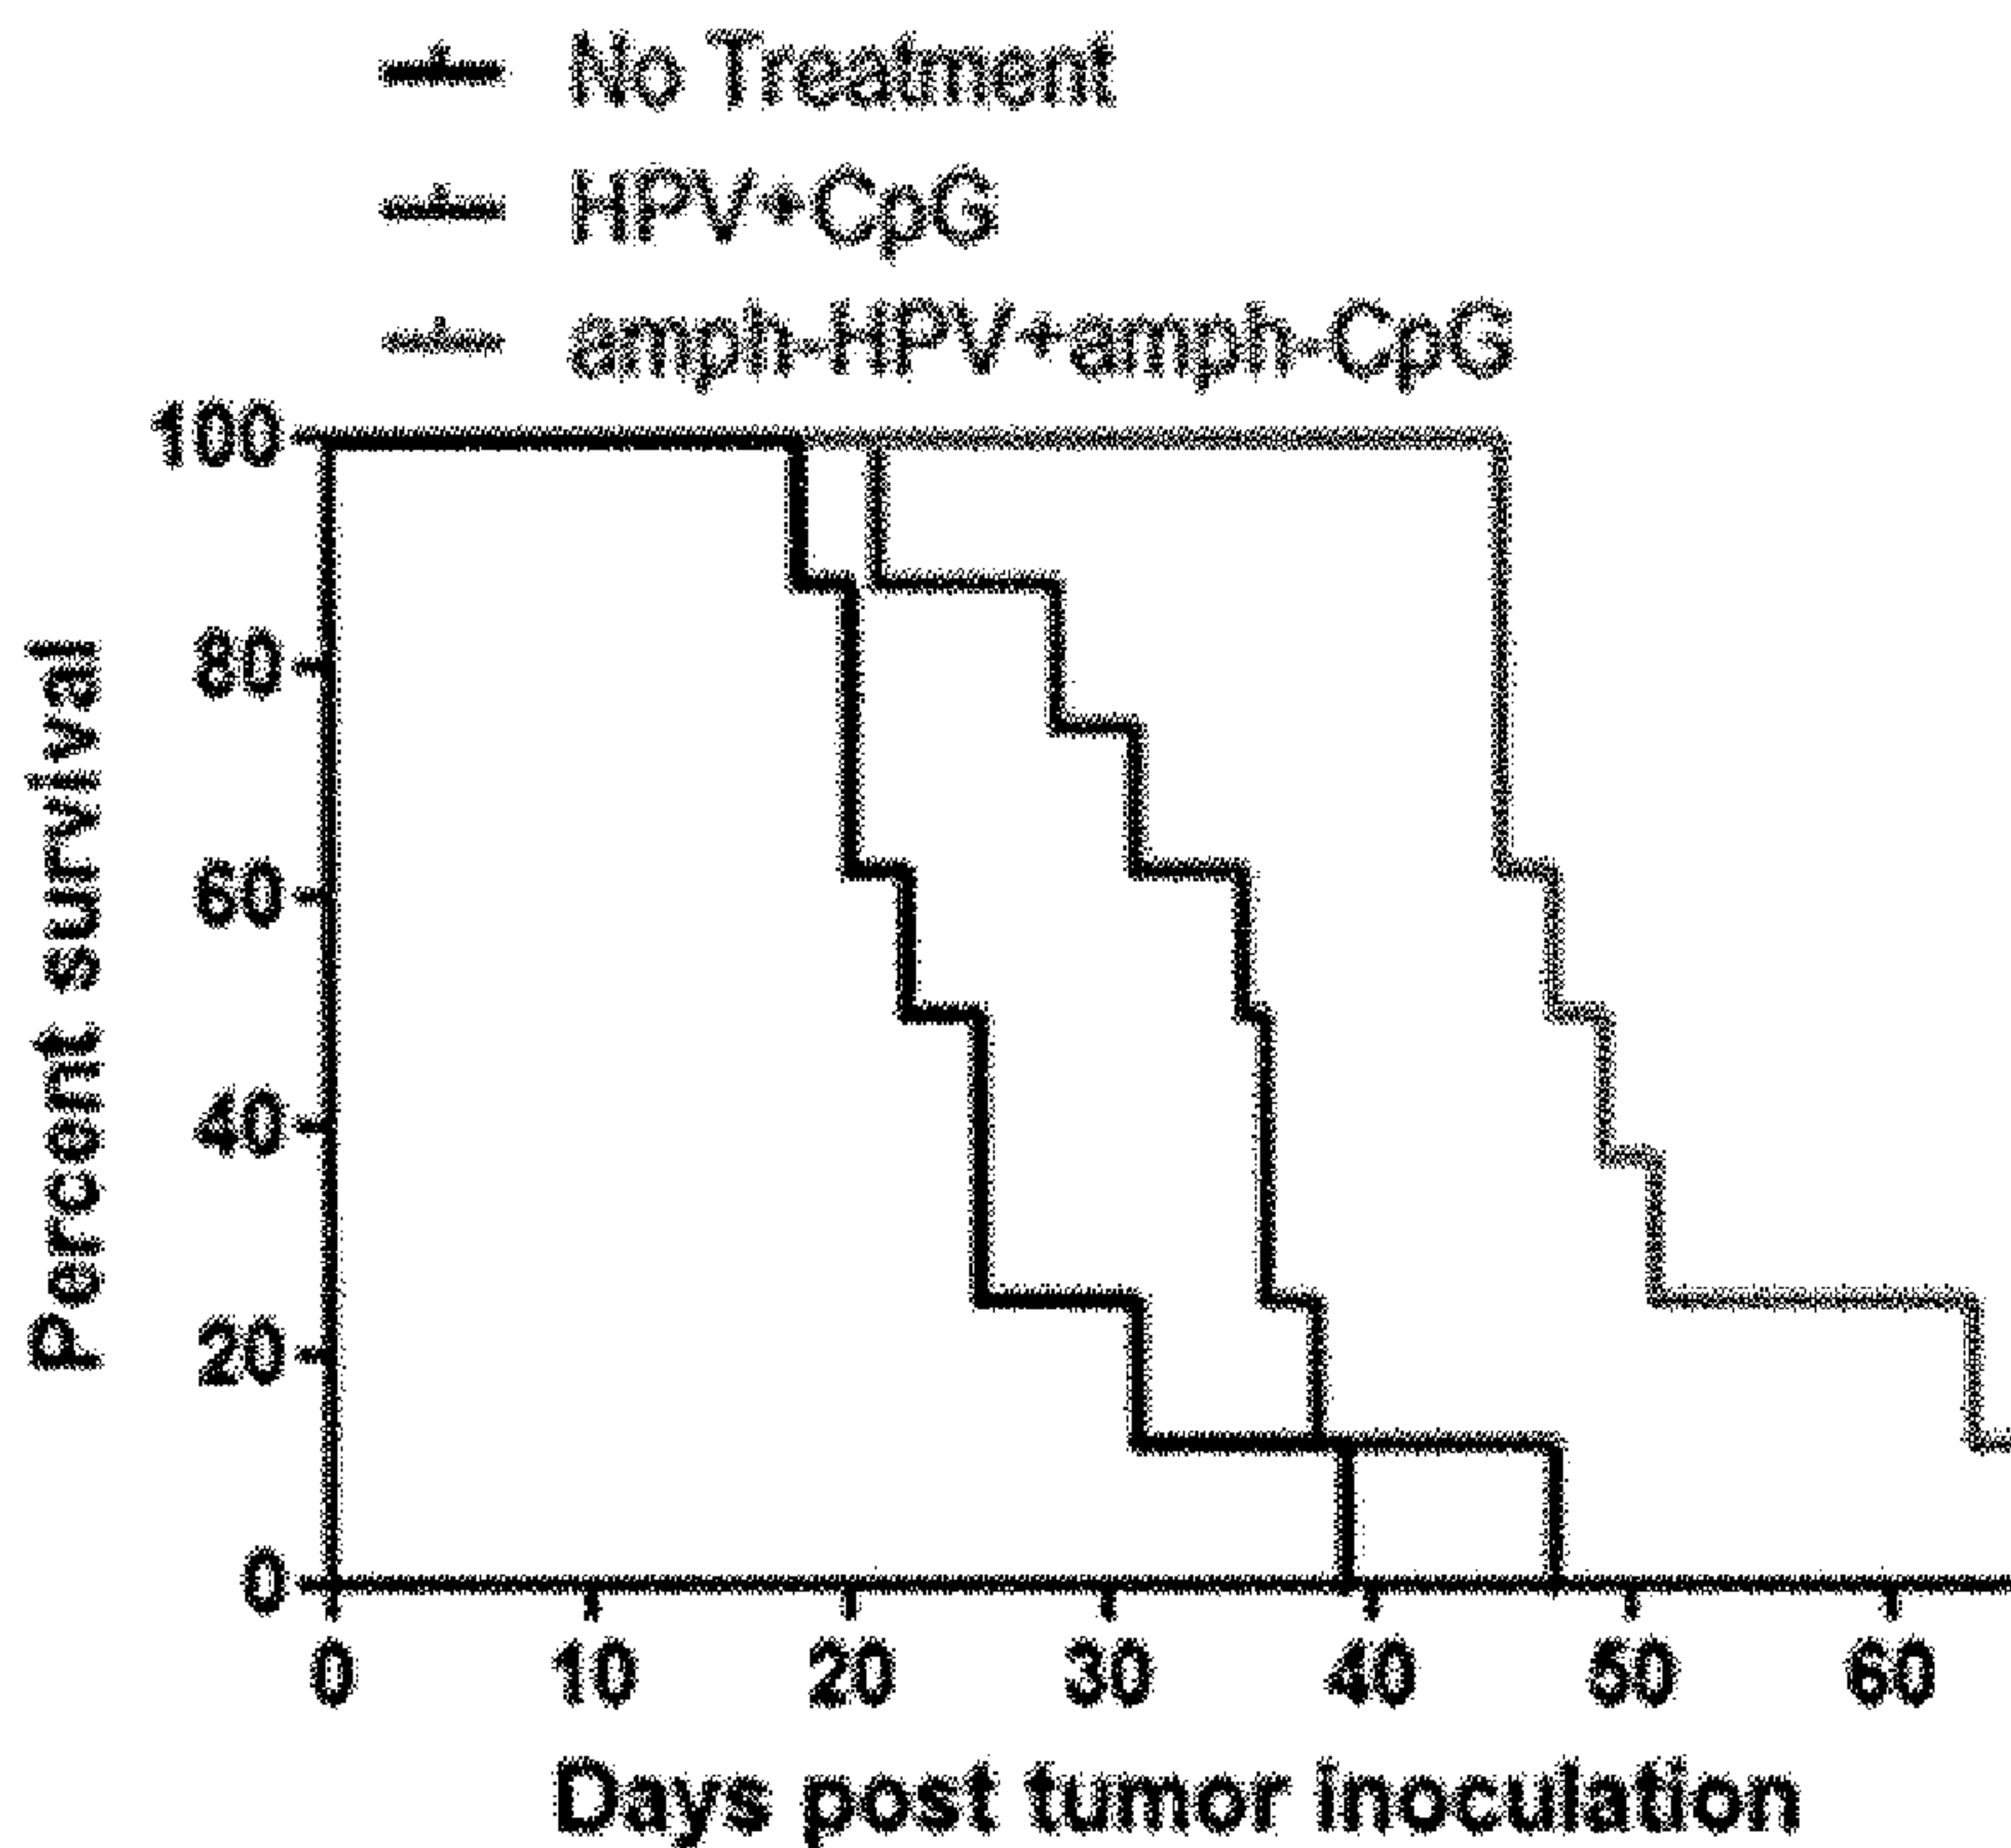 No Treatment
HPV+CpG
amph-HPV+amph-CpG
100
80
60
40
20
0
Percent survival
0 10 20 30 40 50 60
Days post tumor inoculation